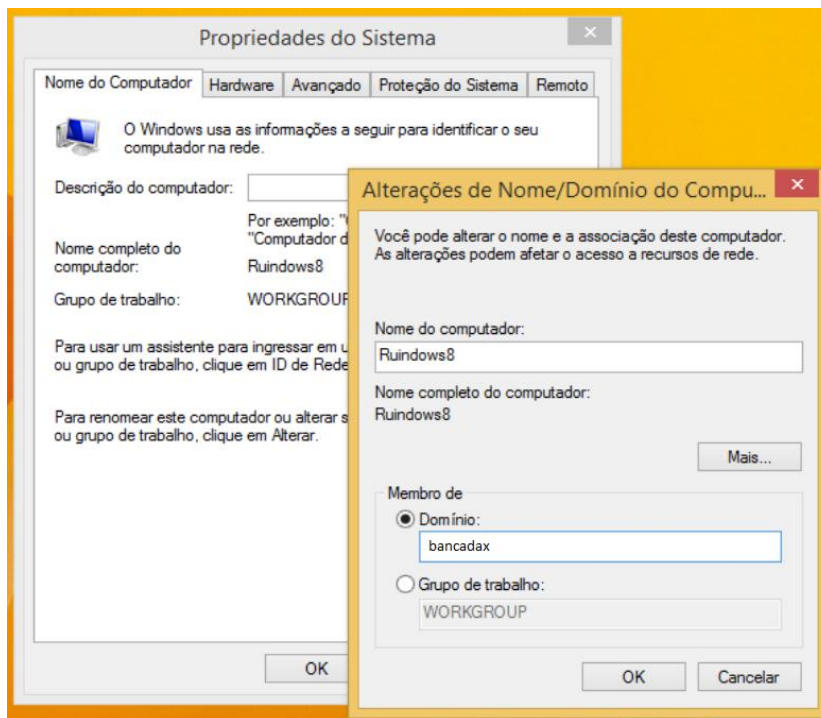 Propriedades do Sistema
Nome do Computador Hardware Avançado Proteção do Sistema Remoto
O Windows usa as informações a seguir para identificar o seu
computador na rede.
Descrição do computador:
Por exemplo:
"Computador
Nome completo do
computador:
Ruindows8
Grupo de trabalho:
WORKGROUP
Para usar um assistente para ingressar em
ou grupo de trabalho, clique em ID de Rede
Para renomear este computador ou alterar
ou grupo de trabalho, clique em Alterar.
OK
Alterações de Nome/Domínio do Compu...
Você pode alterar o nome e a associação deste computador.
As alterações podem afetar o acesso a recursos de rede.
Nome do computador:
Ruindows8
Nome completo do computador:
Ruindows8
Mais...
Membro de
Domínio:
bancadax
Grupo de trabalho:
WORKGROUP
OK Cancelar